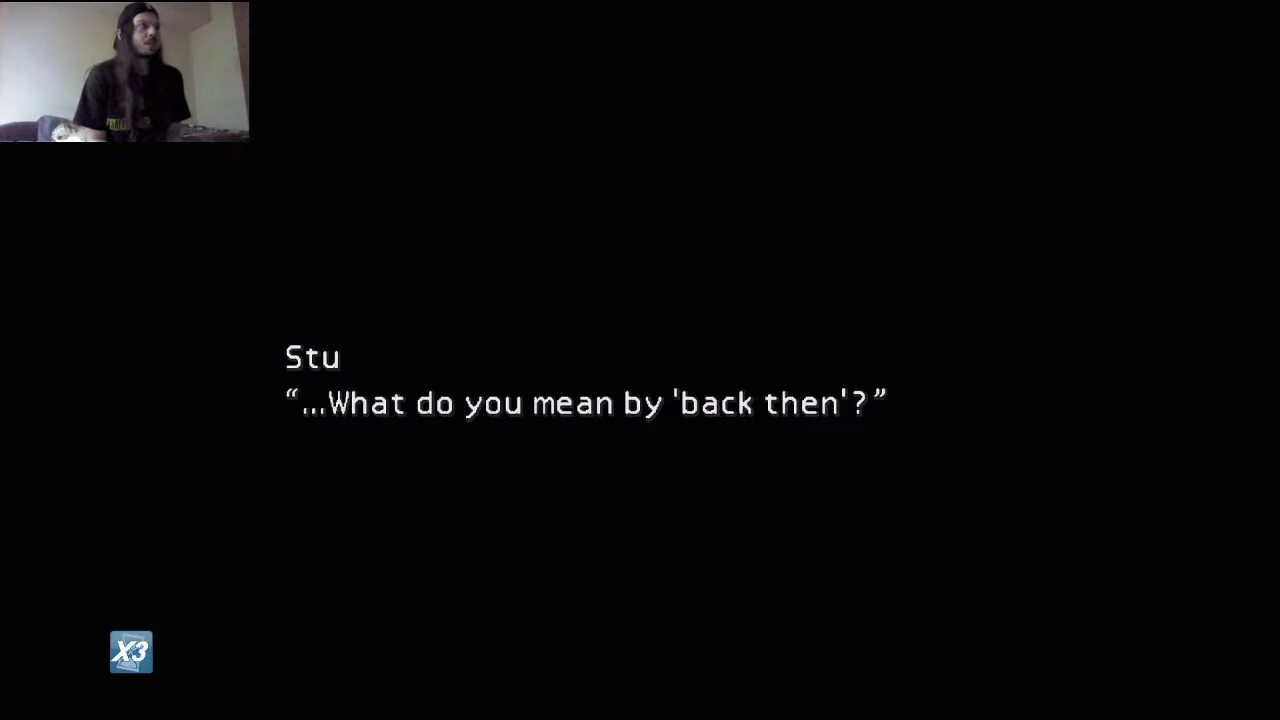 Stu
“...What do you mean by 'back then'?”
X3